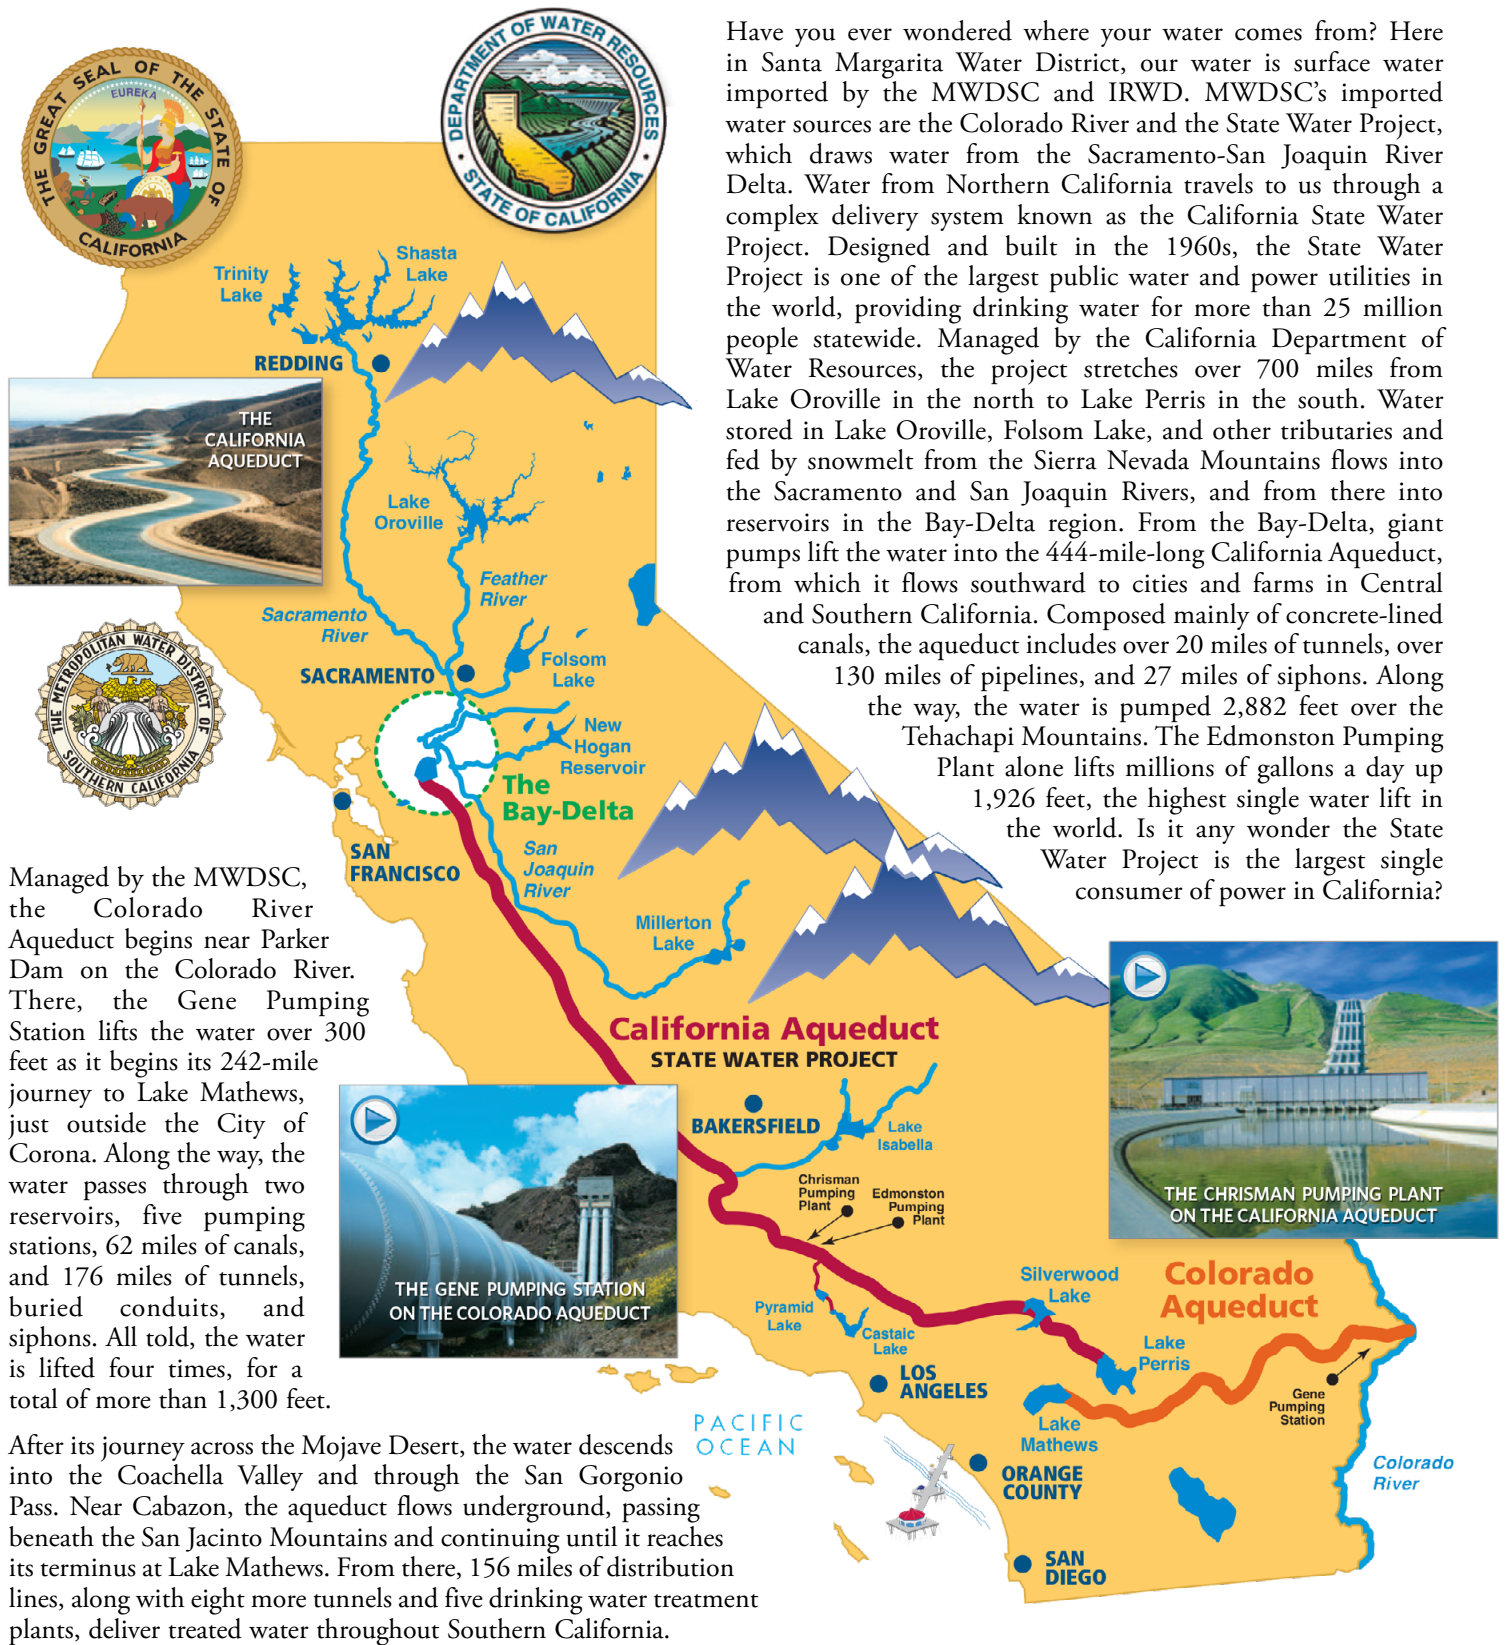 THE GREAT SEAL OF THE STATE OF
CALIFORNIA
EUREKA
DEPARTMENT OF WATER RESOURCES
• STATE OF CALIFORNIA •
Have you ever wondered where your water comes from? Here
in Santa Margarita Water District, our water is surface water
imported by the MWDSC and IRWD. MWDSC’s imported
water sources are the Colorado River and the State Water Project,
which draws water from the Sacramento-San Joaquin River
Delta. Water from Northern California travels to us through a
complex delivery system known as the California State Water
Project. Designed and built in the 1960s, the State Water
Project is one of the largest public water and power utilities in
the world, providing drinking water for more than 25 million
people statewide. Managed by the California Department of
Water Resources, the project stretches over 700 miles from
Lake Oroville in the north to Lake Perris in the south. Water
stored in Lake Oroville, Folsom Lake, and other tributaries and
fed by snowmelt from the Sierra Nevada Mountains flows into
the Sacramento and San Joaquin Rivers, and from there into
reservoirs in the Bay-Delta region. From the Bay-Delta, giant
pumps lift the water into the 444-mile-long California Aqueduct,
from which it flows southward to cities and farms in Central
and Southern California. Composed mainly of concrete-lined
canals, the aqueduct includes over 20 miles of tunnels, over
130 miles of pipelines, and 27 miles of siphons. Along
the way, the water is pumped 2,882 feet over the
Tehachapi Mountains. The Edmonston Pumping
Plant alone lifts millions of gallons a day up
1,926 feet, the highest single water lift in
the world. Is it any wonder the State
Water Project is the largest single
consumer of power in California?
Trinity
Lake
Shasta
Lake
REDDING
THE
CALIFORNIA
AQUEDUCT
Lake
Oroville
Feather
River
Sacramento
River
SACRAMENTO
Folsom
Lake
New
Hogan
Reservoir
The
Bay-Delta
THE METROPOLITAN WATER DISTRICT OF
SOUTHERN CALIFORNIA
SAN
FRANCISCO
San
Joaquin
River
Millerton
Lake
California Aqueduct
STATE WATER PROJECT
BAKERSFIELD
Lake
Isabella
Chrisman
Pumping
Plant
Edmonston
Pumping
Plant
THE CHRISMAN PUMPING PLANT
ON THE CALIFORNIA AQUEDUCT
THE GENE PUMPING STATION
ON THE COLORADO AQUEDUCT
Pyramid
Lake
Castaic
Lake
Silverwood
Lake
Colorado
Aqueduct
Lake
Perris
LOS
ANGELES
Gene
Pumping
Station
Lake
Mathews
PACIFIC
OCEAN
ORANGE
COUNTY
Colorado
River
SAN
DIEGO
Managed by the MWDSC,
the Colorado River
Aqueduct begins near Parker
Dam on the Colorado River.
There, the Gene Pumping
Station lifts the water over 300
feet as it begins its 242-mile
journey to Lake Mathews,
just outside the City of
Corona. Along the way, the
water passes through two
reservoirs, five pumping
stations, 62 miles of canals,
and 176 miles of tunnels,
buried conduits, and
siphons. All told, the water
is lifted four times, for a
total of more than 1,300 feet.
After its journey across the Mojave Desert, the water descends
into the Coachella Valley and through the San Gorgonio
Pass. Near Cabazon, the aqueduct flows underground, passing
beneath the San Jacinto Mountains and continuing until it reaches
its terminus at Lake Mathews. From there, 156 miles of distribution
lines, along with eight more tunnels and five drinking water treatment
plants, deliver treated water throughout Southern California.